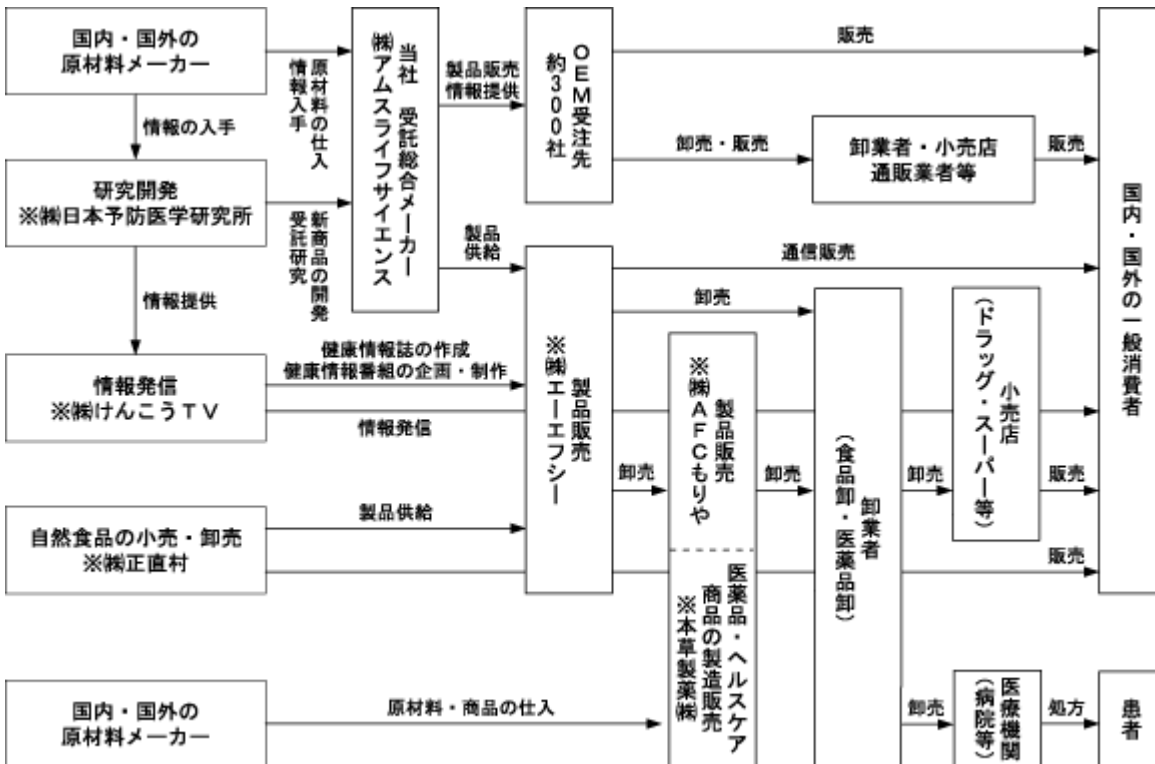 国内・国外の
原材料メーカー
情報の入手
研究開発
※㈱日本予防医学研究所
情報提供
情報発信
※㈱けんこうＴＶ
自然食品の小売・卸売
※㈱正直村
国内・国外の
原材料メーカー
原材料の仕入
情報入手
新商品の開発
受託研究
当社　受託総合メーカー
㈱アムスライフサイエンス
製品販売
情報提供
製品
供給
健康情報誌の作成
健康情報番組の企画・制作
情報発信
製品供給
原材料・商品の仕入
ＯＥＭ受注先
約３００社
販売
卸売・販売
卸業者・小売店
通販業者等
販売
製品販売
※㈱エーエフシー
通信販売
卸売
卸売
製品販売
※㈱ＡＦＣもりや
医薬品・ヘルスケア
商品の製造販売
※本草製薬㈱
卸売
卸業者
（食品卸・医薬品卸）
卸売
小売店
（ドラッグ・スーパー等）
販売
販売
卸売
医療機関
（病院等）
処方
国内・国外の一般消費者
患者